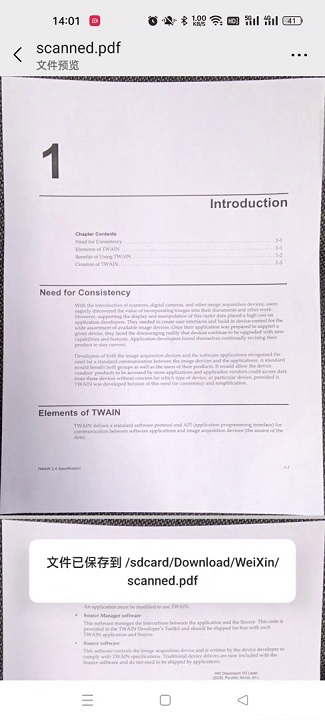 14:01
1.00 KB/S
HD
5G
4G
41
scanned.pdf
文件预览
1
Introduction
Chapter Contents
Need for Consistency 1-1
Elements of TWAIN 1-1
Benefits of Using TWAIN 1-2
Creation of TWAIN 1-3
Need for Consistency
With the introduction of scanners, digital cameras, and other image acquisition devices, users
eagerly discovered the value of incorporating images into their documents and other work.
However, supporting the display and manipulation of this raster data placed a high cost on
application developers. They needed to create user interfaces and build in device control for the
wide assortment of available image devices. Once their application was prepared to support a
given device, they faced the discouraging reality that devices continue to be upgraded with new
capabilities and features. Application developers found themselves continually revising their
product to stay current.
Developers of both the image acquisition devices and the software applications recognized the
need for a standard communication between the image devices and the applications. A standard
would benefit both groups as well as the users of their products. It would allow the device
vendors' products to be accessed by more applications and application vendors could access data
from those devices without concern for which type of device, or particular device, provided it.
TWAIN was developed because of this need for consistency and simplification.
Elements of TWAIN
TWAIN defines a standard software protocol and API (application programming interface) for
communication between software applications and image acquisition devices (the source of the
data).
TWAIN 2.4 Specification 1-1
文件已保存到 /sdcard/Download/WeiXin/
scanned.pdf
An application must be modified to use TWAIN.
• Source Manager software
This software manages the interactions between the application and the Source. This code is
provided in the TWAIN Developer's Toolkit and should be shipped for free with each
TWAIN application and Source.
• Source software
This software controls the image acquisition device and is written by the device developer to
comply with TWAIN specifications. Traditional device drivers are now included with the
Source software and do not need to be shipped by applications.